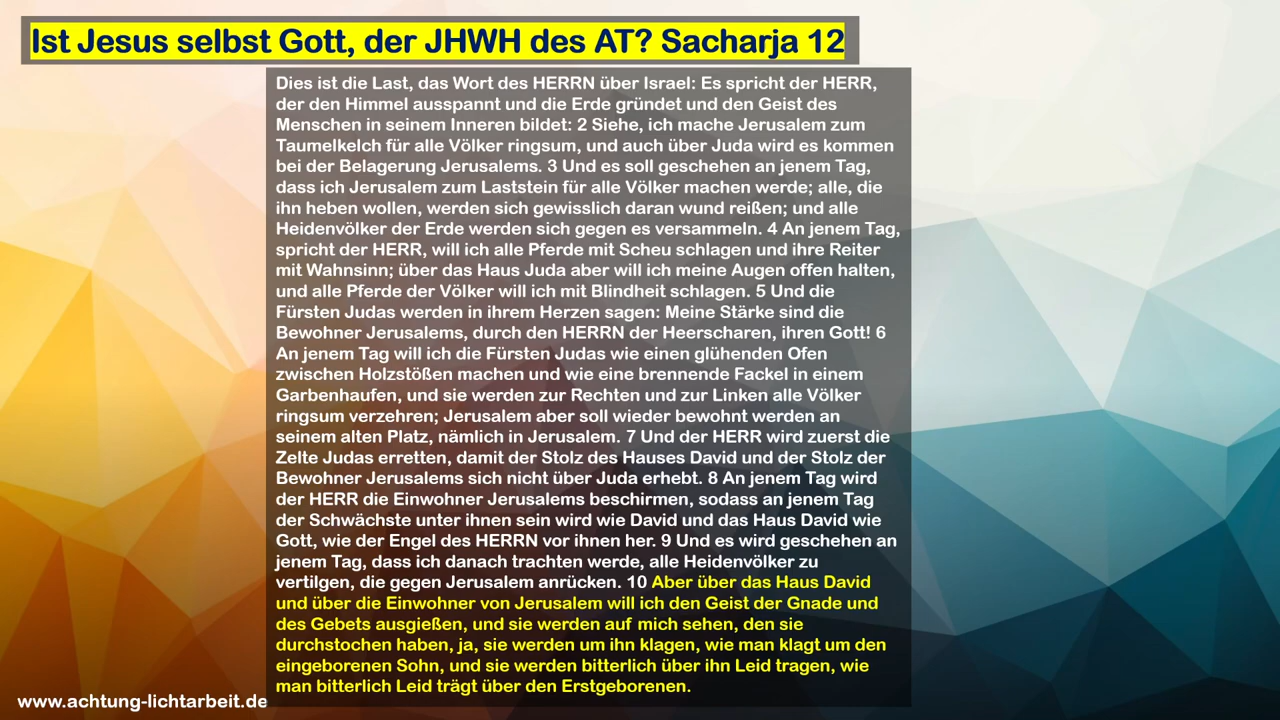 Ist Jesus selbst Gott, der JHWH des AT? Sacharja 12
Dies ist die Last, das Wort des HERRN über Israel: Es spricht der HERR,
der den Himmel ausspannt und die Erde gründet und den Geist des
Menschen in seinem Inneren bildet: 2 Siehe, ich mache Jerusalem zum
Taumelkelch für alle Völker ringsum, und auch über Juda wird es kommen
bei der Belagerung Jerusalems. 3 Und es soll geschehen an jenem Tag,
dass ich Jerusalem zum Laststein für alle Völker machen werde; alle, die
ihn heben wollen, werden sich gewisslich daran wund reißen; und alle
Heidenvölker der Erde werden sich gegen es versammeln. 4 An jenem Tag,
spricht der HERR, will ich alle Pferde mit Scheu schlagen und ihre Reiter
mit Wahnsinn; über das Haus Juda aber will ich meine Augen offen halten,
und alle Pferde der Völker will ich mit Blindheit schlagen. 5 Und die
Fürsten Judas werden in ihrem Herzen sagen: Meine Stärke sind die
Bewohner Jerusalems, durch den HERRN der Heerscharen, ihren Gott! 6
An jenem Tag will ich die Fürsten Judas wie einen glühenden Ofen
zwischen Holzstößen machen und wie eine brennende Fackel in einem
Garbenhaufen, und sie werden zur Rechten und zur Linken alle Völker
ringsum verzehren; Jerusalem aber soll wieder bewohnt werden an
seinem alten Platz, nämlich in Jerusalem. 7 Und der HERR wird zuerst die
Zelte Judas erretten, damit der Stolz des Hauses David und der Stolz der
Bewohner Jerusalems sich nicht über Juda erhebt. 8 An jenem Tag wird
der HERR die Einwohner Jerusalems beschirmen, sodass an jenem Tag
der Schwächste unter ihnen sein wird wie David und das Haus David wie
Gott, wie der Engel des HERRN vor ihnen her. 9 Und es wird geschehen an
jenem Tag, dass ich danach trachten werde, alle Heidenvölker zu
vertilgen, die gegen Jerusalem anrücken. 10 Aber über das Haus David
und über die Einwohner von Jerusalem will ich den Geist der Gnade und
des Gebets ausgießen, und sie werden auf mich sehen, den sie
durchstochen haben, ja, sie werden um ihn klagen, wie man klagt um den
eingeborenen Sohn, und sie werden bitterlich über ihn Leid tragen, wie
man bitterlich Leid trägt über den Erstgeborenen.
www.achtung-lichtarbeit.de